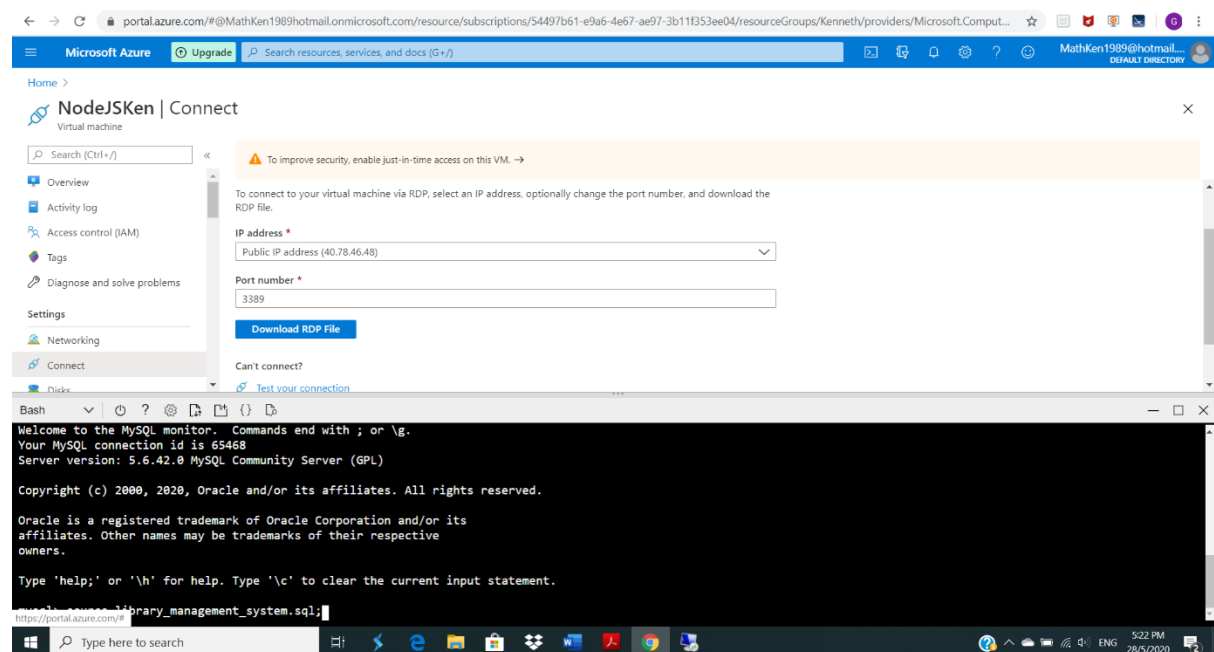 portal.azure.com/#@MathKen1989hotmail.onmicrosoft.com/resource/subscriptions/54497b61-e9a6-4e67-ae97-3b11f353ee04/resourceGroups/Kenneth/providers/Microsoft.Comput...
G
Microsoft Azure
Upgrade
Search resources, services, and docs (G+/)
MathKen1989@hotmail....
DEFAULT DIRECTORY
Home >
NodeJSKen | Connect
Virtual machine
Search (Ctrl+/)
«
To improve security, enable just-in-time access on this VM. →
Overview
Activity log
Access control (IAM)
Tags
Diagnose and solve problems
Settings
Networking
Connect
Disks
To connect to your virtual machine via RDP, select an IP address, optionally change the port number, and download the
RDP file.
IP address *
Public IP address (40.78.46.48)
Port number *
3389
Download RDP File
Can't connect?
Test your connection
Bash
Welcome to the MySQL monitor. Commands end with ; or \g.
Your MySQL connection id is 65468
Server version: 5.6.42.0 MySQL Community Server (GPL)
Copyright (c) 2000, 2020, Oracle and/or its affiliates. All rights reserved.
Oracle is a registered trademark of Oracle Corporation and/or its
affiliates. Other names may be trademarks of their respective
owners.
Type 'help;' or '\h' for help. Type '\c' to clear the current input statement.
mysql> source library_management_system.sql;
https://portal.azure.com/#
Type here to search
ENG
5:22 PM
28/5/2020